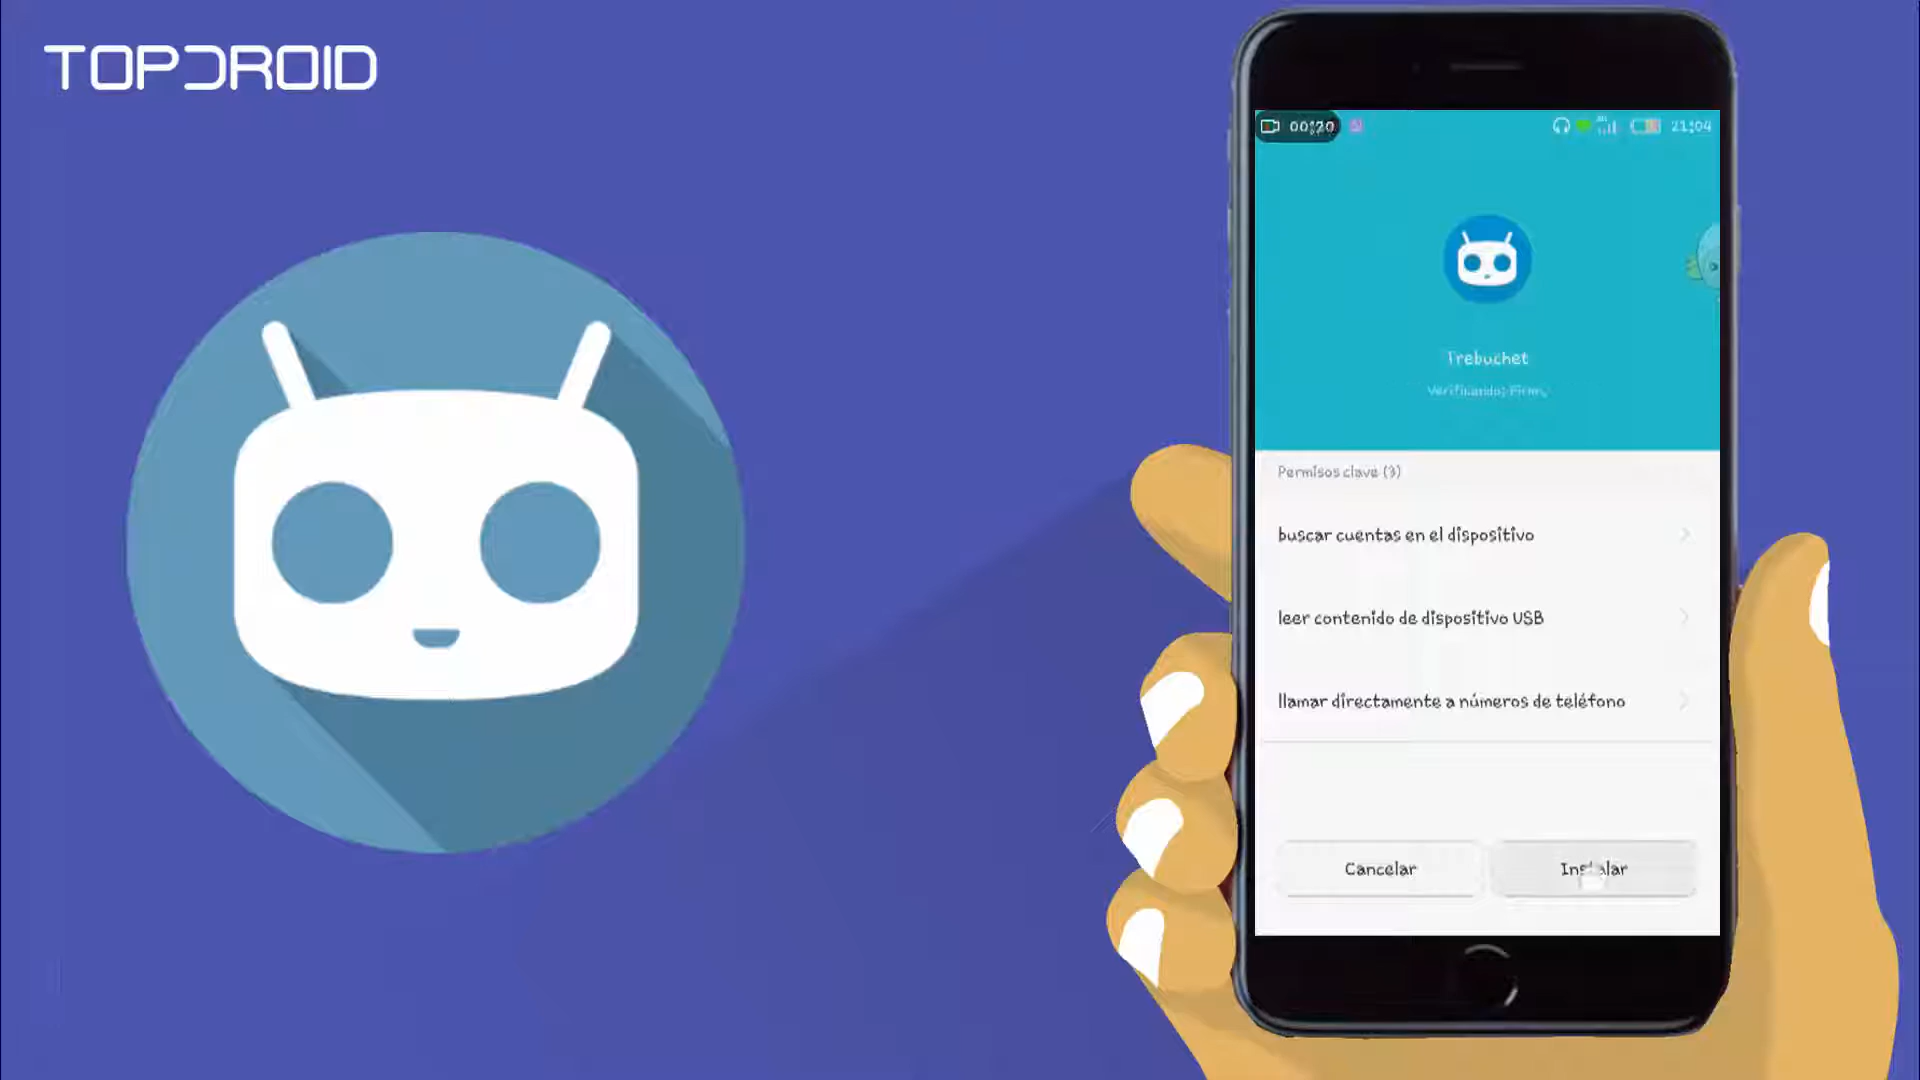 TOPDROID
00:20
21:04
Trebuchet
Permisos clave (3)
buscar cuentas en el dispositivo
leer contenido de dispositivo USB
llamar directamente a números de teléfono
Cancelar
Instalar